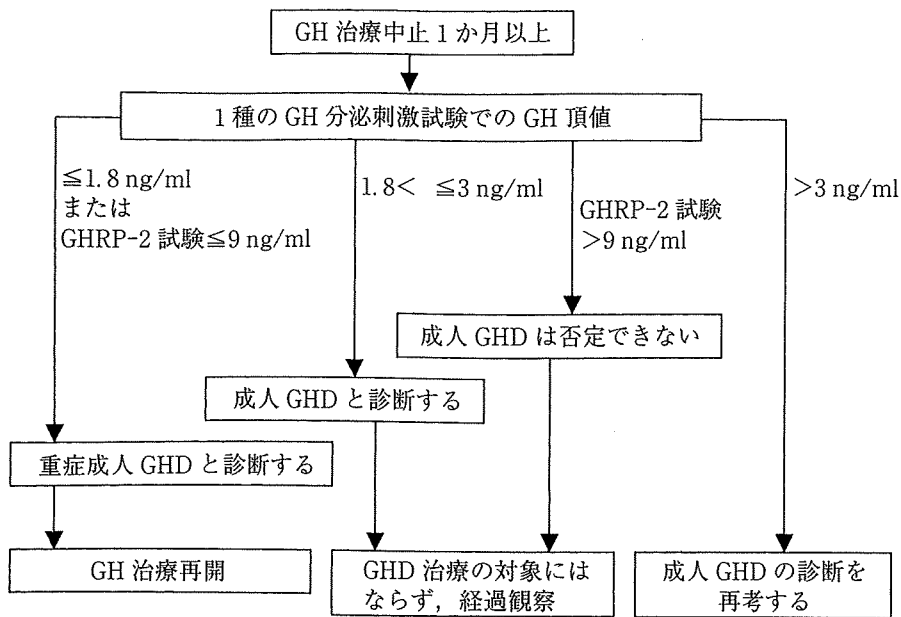 GH 治療中止 1 か月以上
1 種の GH 分泌刺激試験での GH 頂値
≦1.8 ng/ml
または
GHRP-2 試験≦9 ng/ml
1.8< ≦3 ng/ml
GHRP-2 試験
>9 ng/ml
>3 ng/ml
成人 GHD は否定できない
成人 GHD と診断する
重症成人 GHD と診断する
GH 治療再開
GHD 治療の対象には
ならず，経過観察
成人 GHD の診断を
再考する